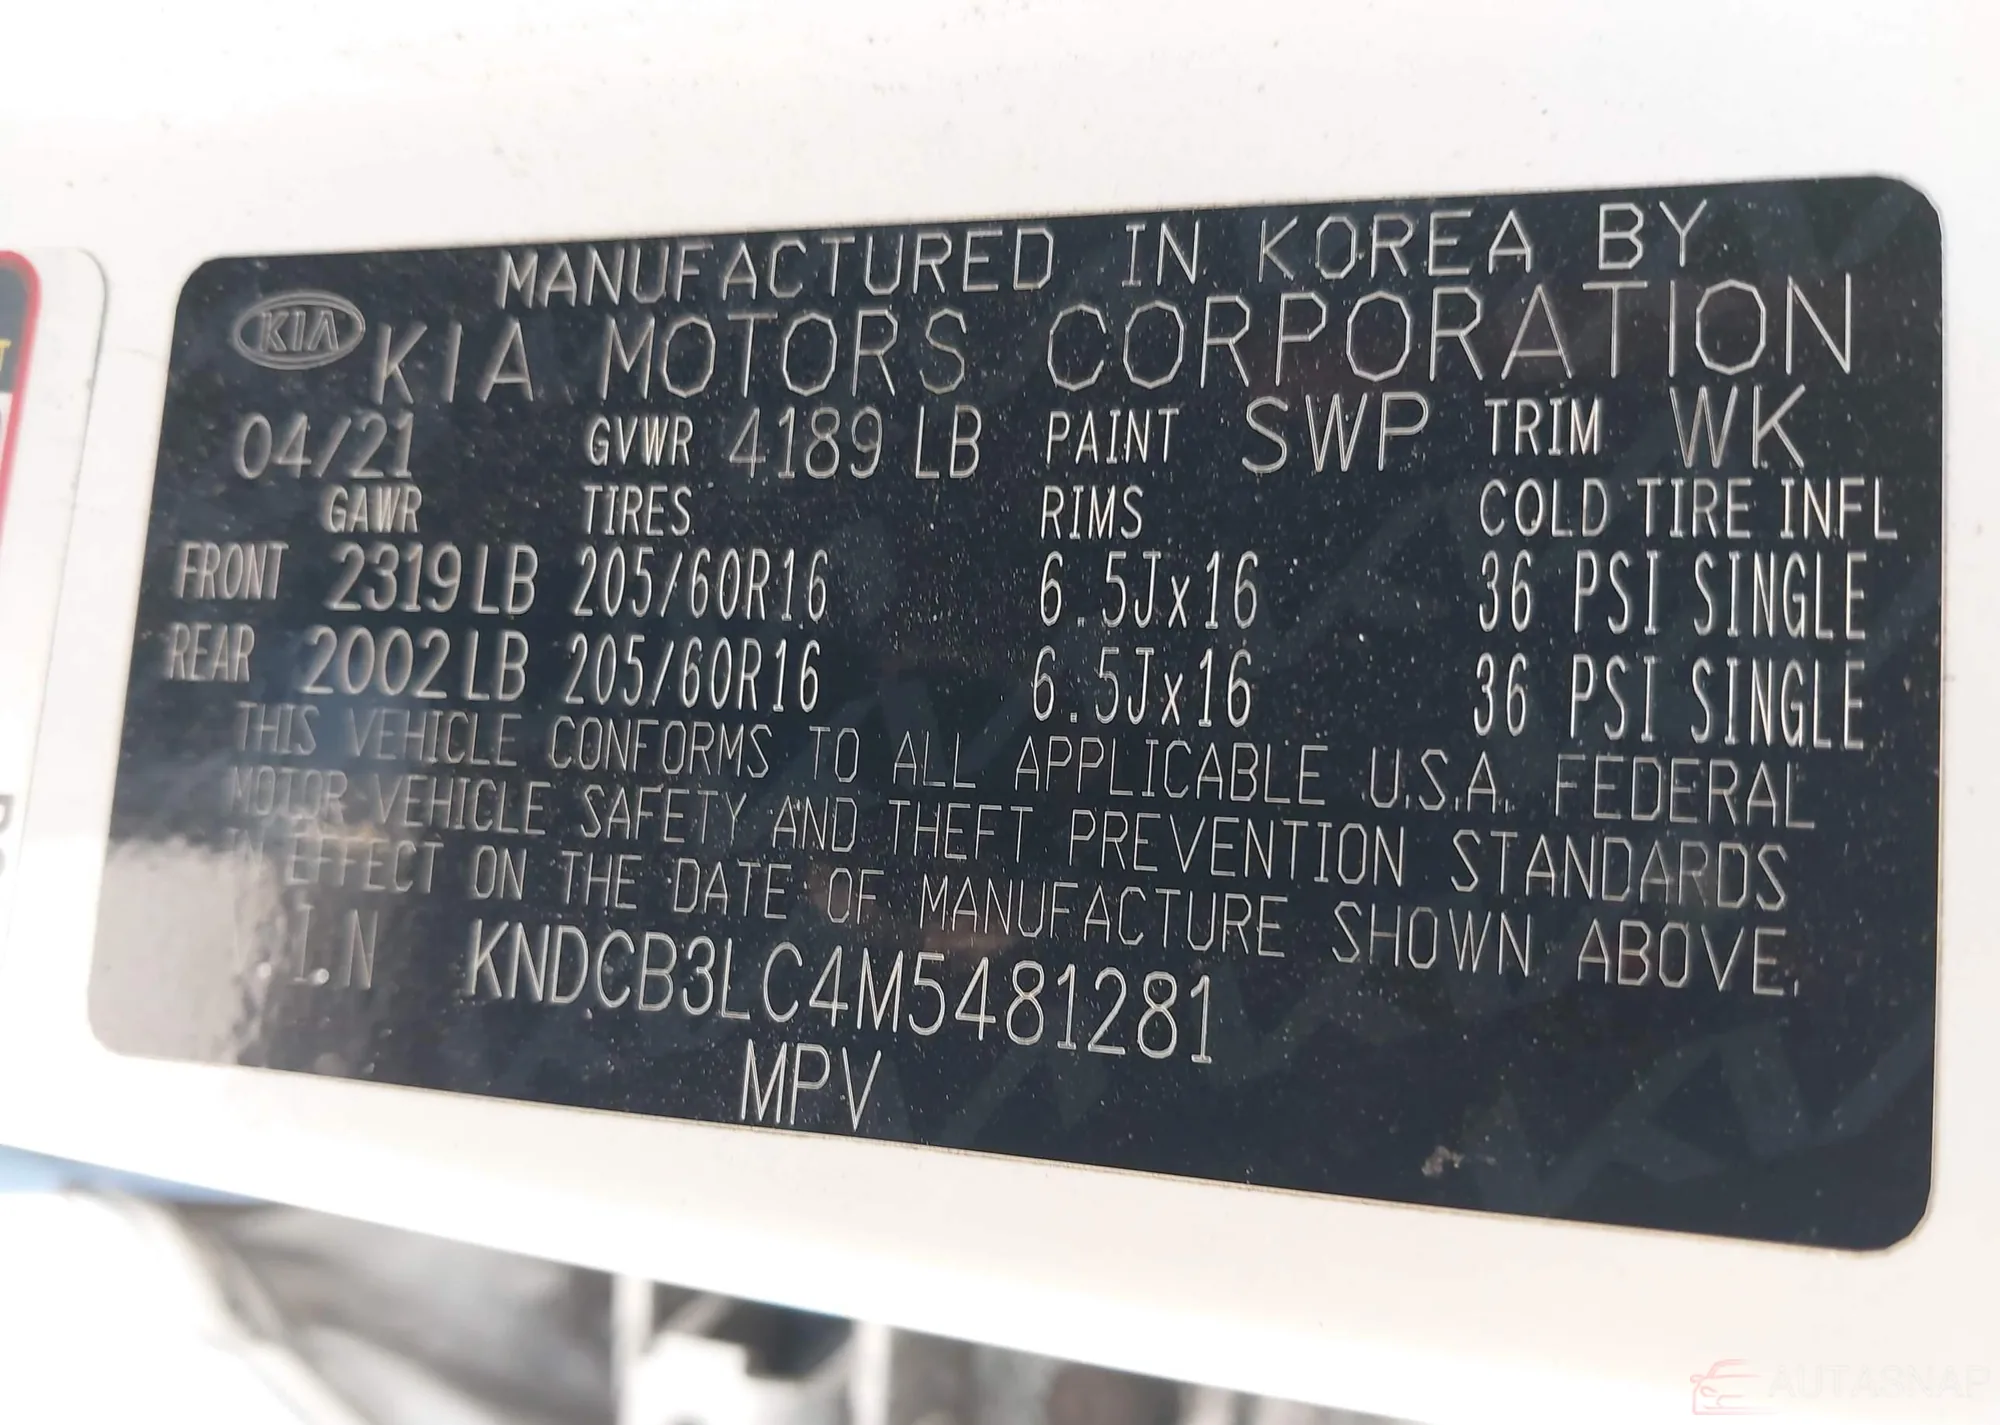 MANUFACTURED IN KOREA BY
KIA KIA MOTORS CORPORATION
04/21 GVWR 4189 LB PAINT SWP TRIM WK
GAWR TIRES RIMS COLD TIRE INFL
FRONT 2319 LB 205/60R16 6.5Jx16 36 PSI SINGLE
REAR 2002 LB 205/60R16 6.5Jx16 36 PSI SINGLE
THIS VEHICLE CONFORMS TO ALL APPLICABLE U.S.A. FEDERAL
MOTOR VEHICLE SAFETY AND THEFT PREVENTION STANDARDS
IN EFFECT ON THE DATE OF MANUFACTURE SHOWN ABOVE.
V.I.N KNDCB3LC4M5481281
MPV
AUTASNAP